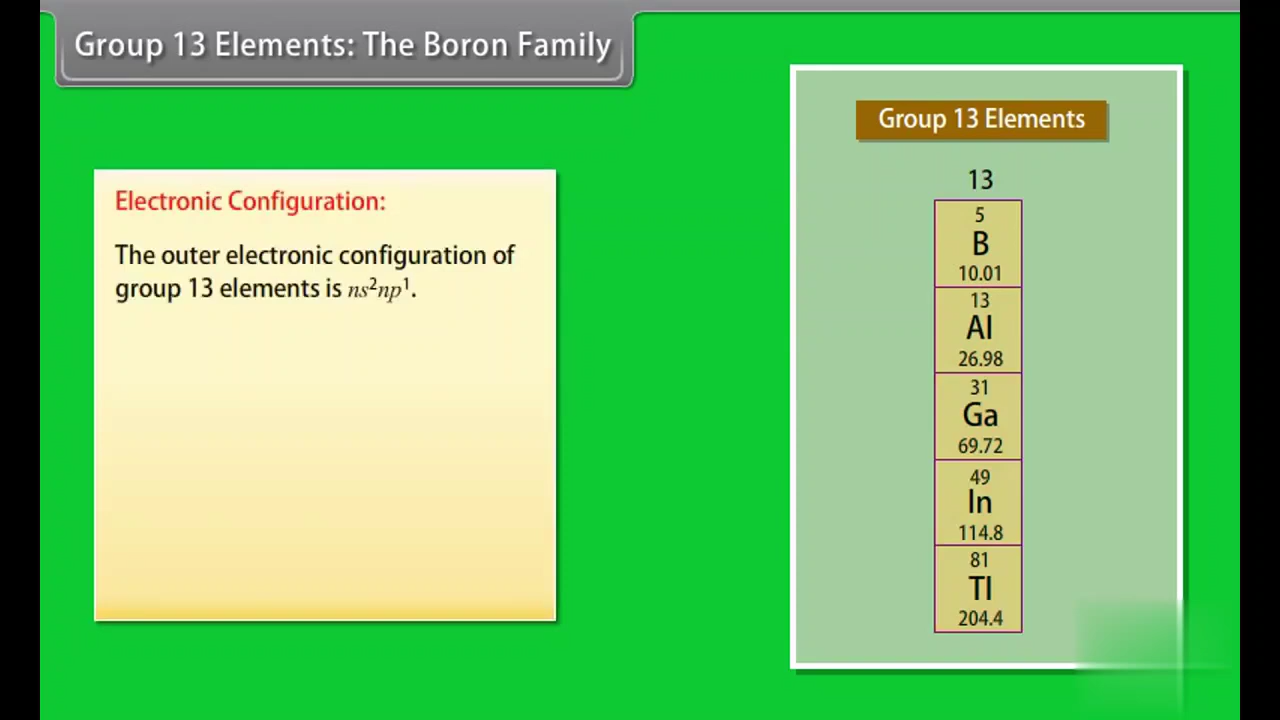 Group 13 Elements: The Boron Family
Electronic Configuration:
The outer electronic configuration of
group 13 elements is ns²np¹.
Group 13 Elements
13
5
B
10.01
13
Al
26.98
31
Ga
69.72
49
In
114.8
81
Tl
204.4